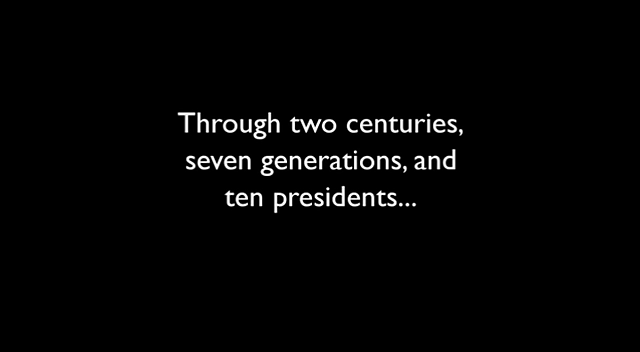 Through two centuries,
seven generations, and
ten presidents...